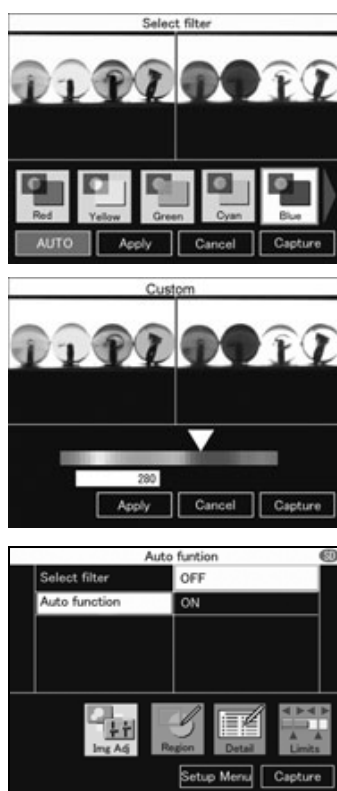 Select filter
Red Yellow Green Cyan Blue
AUTO Apply Cancel Capture
Custom
280
Apply Cancel Capture
Auto funtion SD
Select filter OFF
Auto function ON
Img Adj Region Detail Limits
Setup Menu Capture